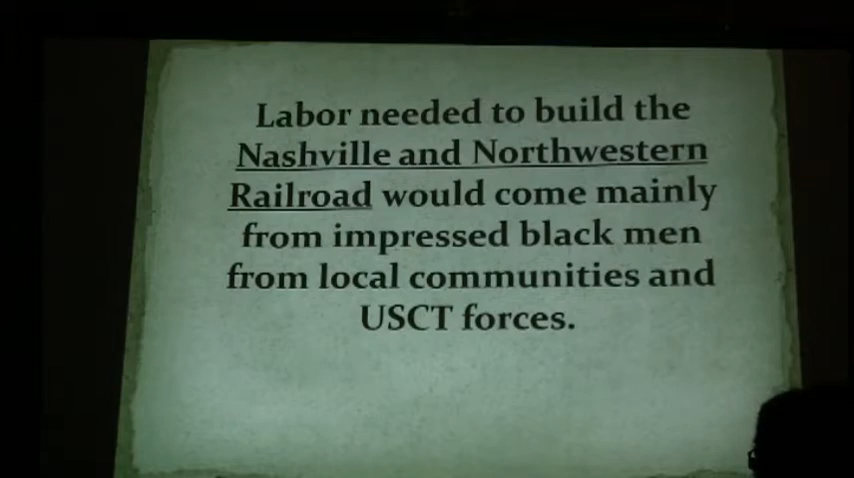 Labor needed to build the
Nashville and Northwestern
Railroad would come mainly
from impressed black men
from local communities and
USCT forces.